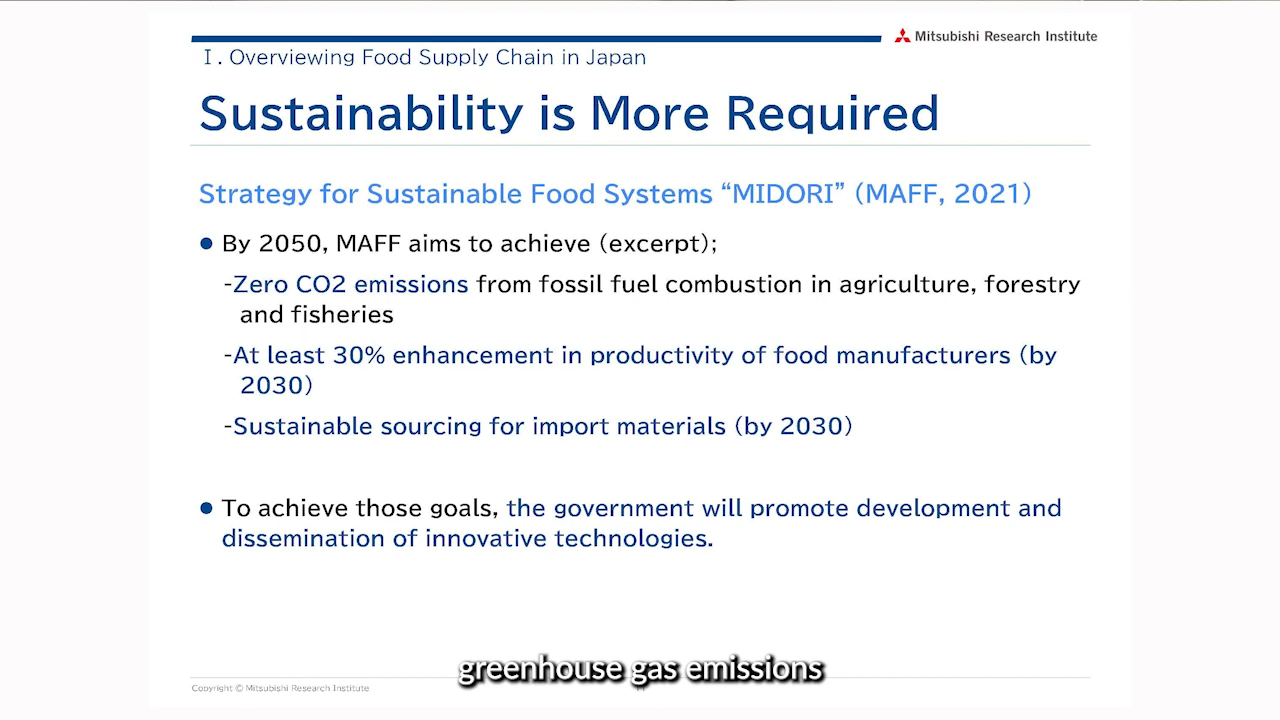 Mitsubishi Research Institute
Ⅰ. Overviewing Food Supply Chain in Japan
Sustainability is More Required
Strategy for Sustainable Food Systems “MIDORI” (MAFF, 2021)
● By 2050, MAFF aims to achieve (excerpt);
-Zero CO2 emissions from fossil fuel combustion in agriculture, forestry
and fisheries
-At least 30% enhancement in productivity of food manufacturers (by
2030)
-Sustainable sourcing for import materials (by 2030)
● To achieve those goals, the government will promote development and
dissemination of innovative technologies.
greenhouse gas emissions
Copyright © Mitsubishi Research Institute